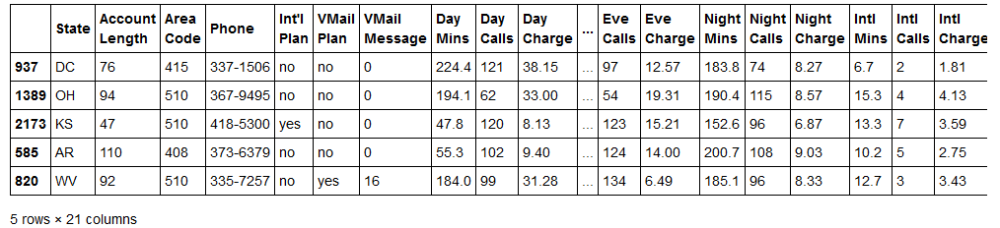 State Account Length Area Code Phone Int'l Plan VMail Plan VMail Message Day Mins Day Calls Day Charge ... Eve Calls Eve Charge Night Mins Night Calls Night Charge Intl Mins Intl Calls Intl Charge
937 DC 76 415 337-1506 no no 0 224.4 121 38.15 ... 97 12.57 183.8 74 8.27 6.7 2 1.81
1389 OH 94 510 367-9495 no no 0 194.1 62 33.00 ... 54 19.31 190.4 115 8.57 15.3 4 4.13
2173 KS 47 510 418-5300 yes no 0 47.8 120 8.13 ... 123 15.21 152.6 96 6.87 13.3 7 3.59
585 AR 110 408 373-6379 no no 0 55.3 102 9.40 ... 124 14.00 200.7 108 9.03 10.2 5 2.75
820 WV 92 510 335-7257 no yes 16 184.0 99 31.28 ... 134 6.49 185.1 96 8.33 12.7 3 3.43
5 rows × 21 columns